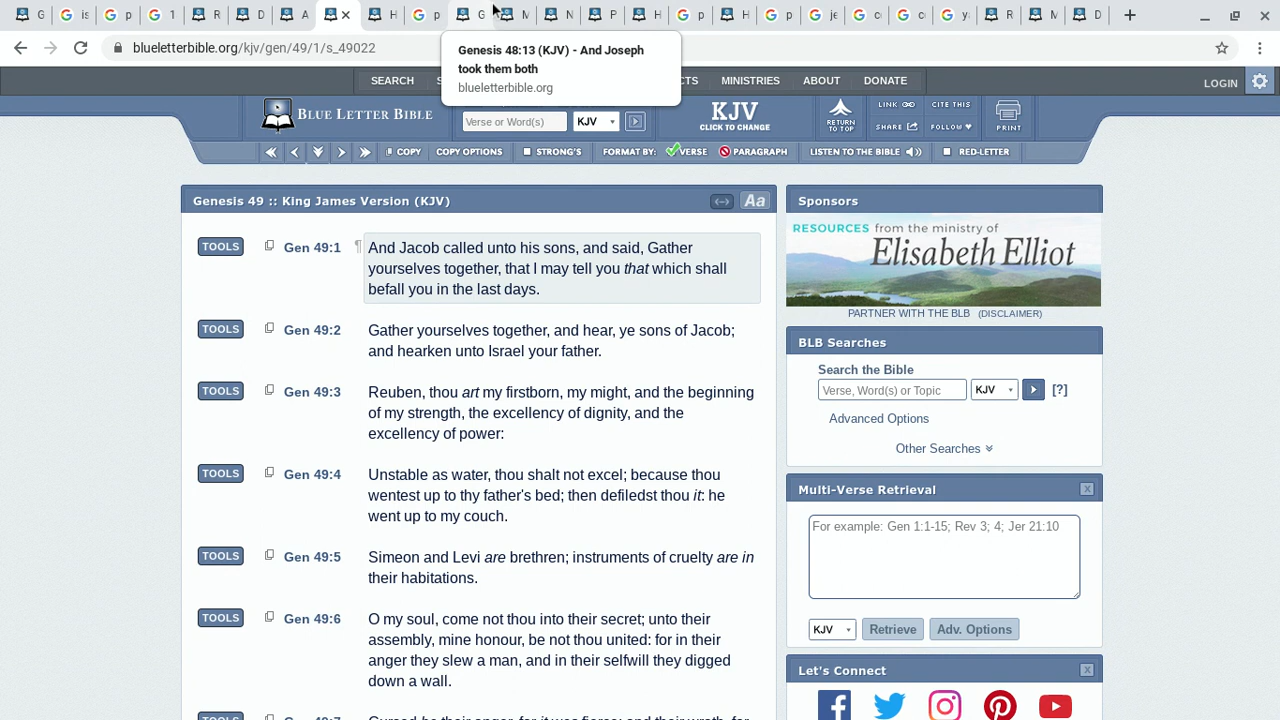 G
is
p
p
1
R
D
A
H
p
G
M
N
P
H
p
H
p
je
co
co
ya
R
M
D
blueletterbible.org/kjv/gen/49/1/s_49022
Genesis 48:13 (KJV) - And Joseph
took them both
blueletterbible.org
SEARCH
MINISTRIES
ABOUT
DONATE
LOGIN
BLUE LETTER BIBLE
Verse or Word(s)
KJV
KJV
CLICK TO CHANGE
RETURN
TO TOP
LINK
CITE THIS
SHARE
FOLLOW
PRINT
COPY
COPY OPTIONS
STRONG'S
FORMAT BY:
VERSE
PARAGRAPH
LISTEN TO THE BIBLE
RED-LETTER
Genesis 49 :: King James Version (KJV)
Aa
TOOLS
Gen 49:1
¶
And Jacob called unto his sons, and said, Gather
yourselves together, that I may tell you that which shall
befall you in the last days.
TOOLS
Gen 49:2
Gather yourselves together, and hear, ye sons of Jacob;
and hearken unto Israel your father.
TOOLS
Gen 49:3
Reuben, thou art my firstborn, my might, and the beginning
of my strength, the excellency of dignity, and the
excellency of power:
TOOLS
Gen 49:4
Unstable as water, thou shalt not excel; because thou
wentest up to thy father's bed; then defiledst thou it: he
went up to my couch.
TOOLS
Gen 49:5
Simeon and Levi are brethren; instruments of cruelty are in
their habitations.
TOOLS
Gen 49:6
O my soul, come not thou into their secret; unto their
assembly, mine honour, be not thou united: for in their
anger they slew a man, and in their selfwill they digged
down a wall.
Sponsors
RESOURCES from the ministry of
Elisabeth Elliot
PARTNER WITH THE BLB (DISCLAIMER)
BLB Searches
Search the Bible
Verse, Word(s) or Topic
KJV
[?]
Advanced Options
Other Searches
Multi-Verse Retrieval
For example: Gen 1:1-15; Rev 3; 4; Jer 21:10
KJV
Retrieve
Adv. Options
Let's Connect